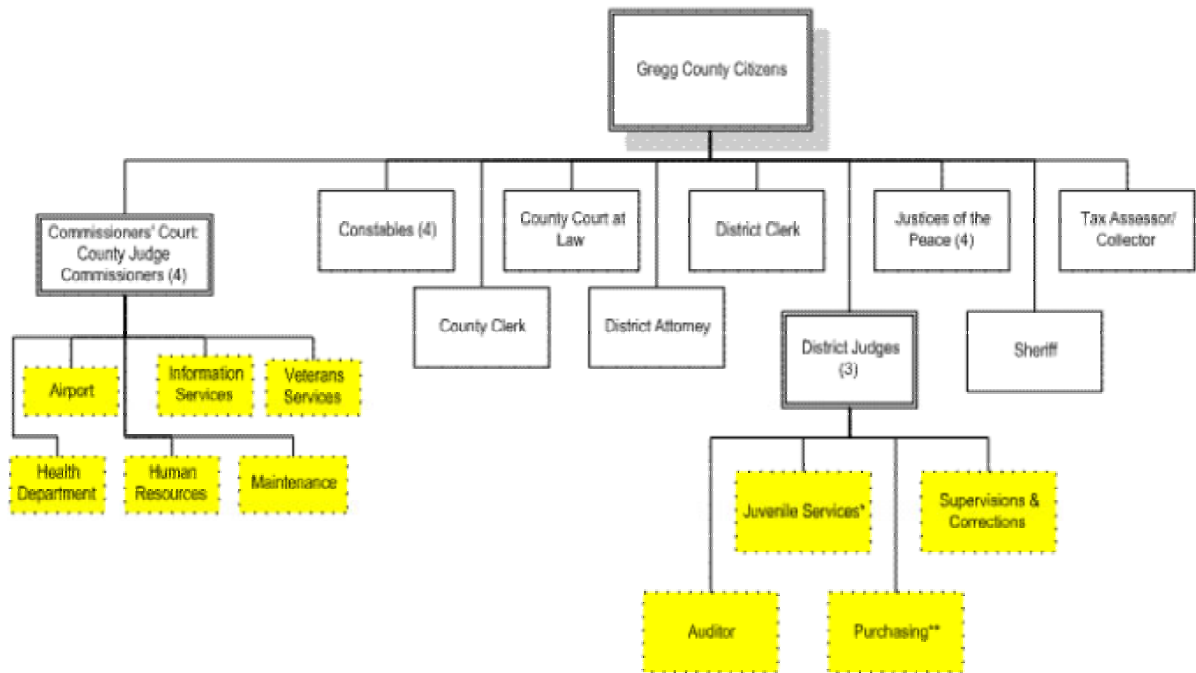 Gregg County Citizens
Commissioners' Court:
County Judge
Commissioners (4)
Constables (4)
County Court at
Law
District Clerk
Justices of the
Peace (4)
Tax Assessor/
Collector
County Clerk
District Attorney
District Judges
(3)
Sheriff
Airport
Information
Services
Veterans
Services
Health
Department
Human
Resources
Maintenance
Juvenile Services*
Supervisions &
Corrections
Auditor
Purchasing**